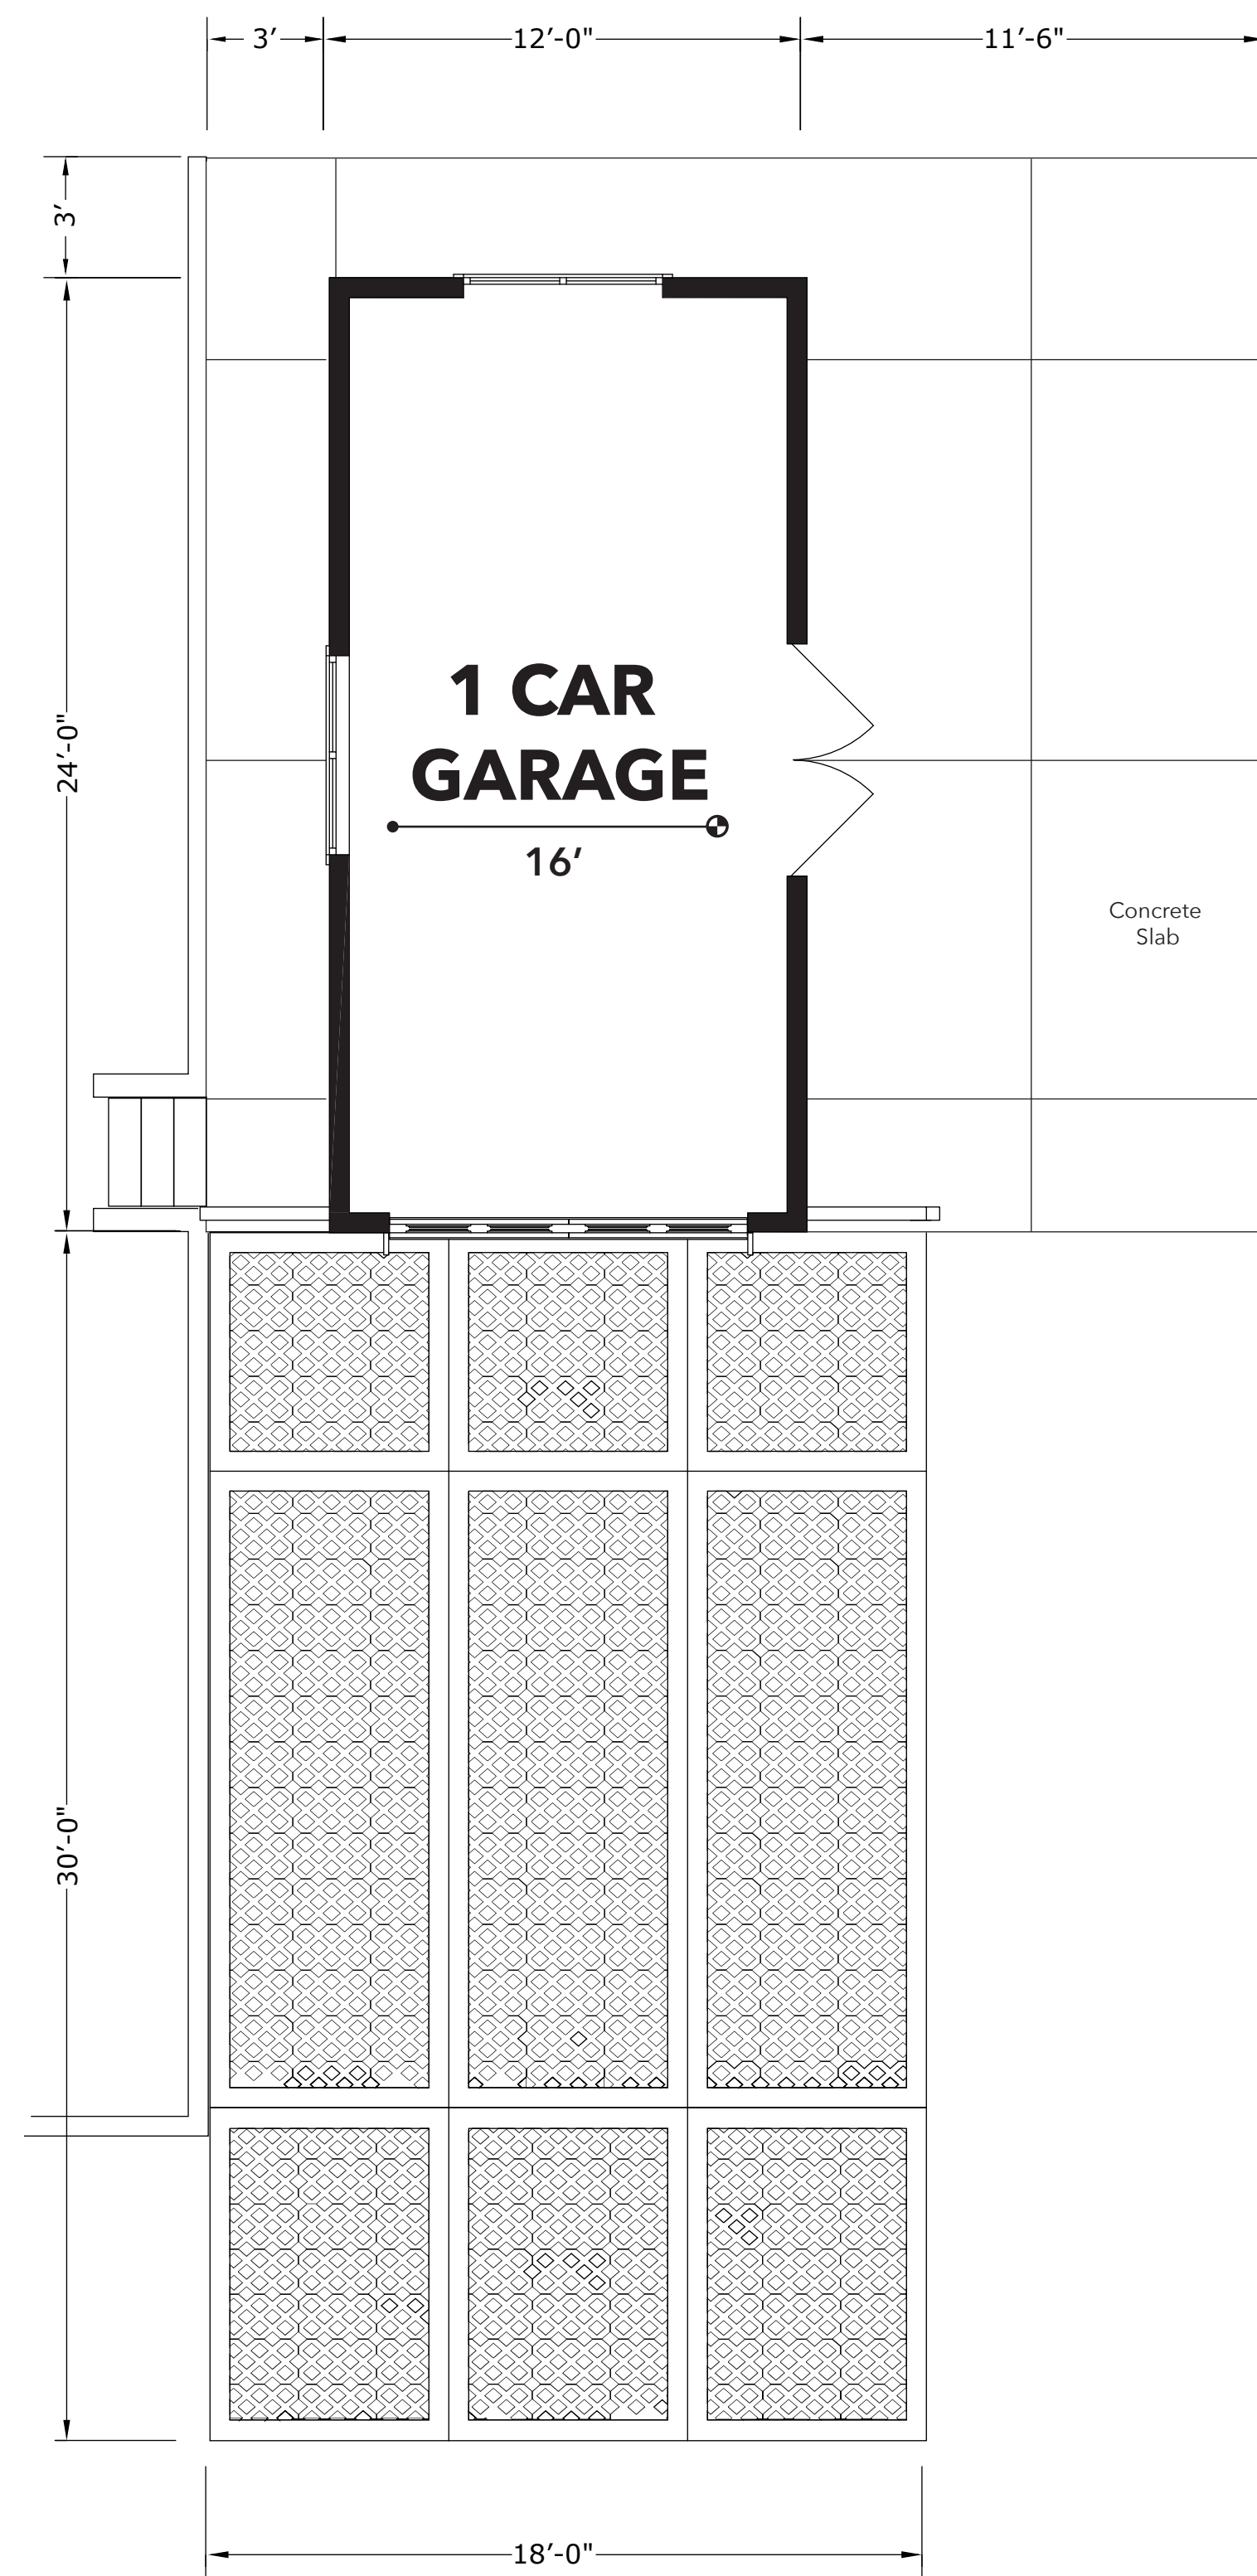 3′
12′-0"
11′-6"
3′
24′-0"
1 CAR
GARAGE
16′
Concrete
Slab
30′-0"
18′-0"